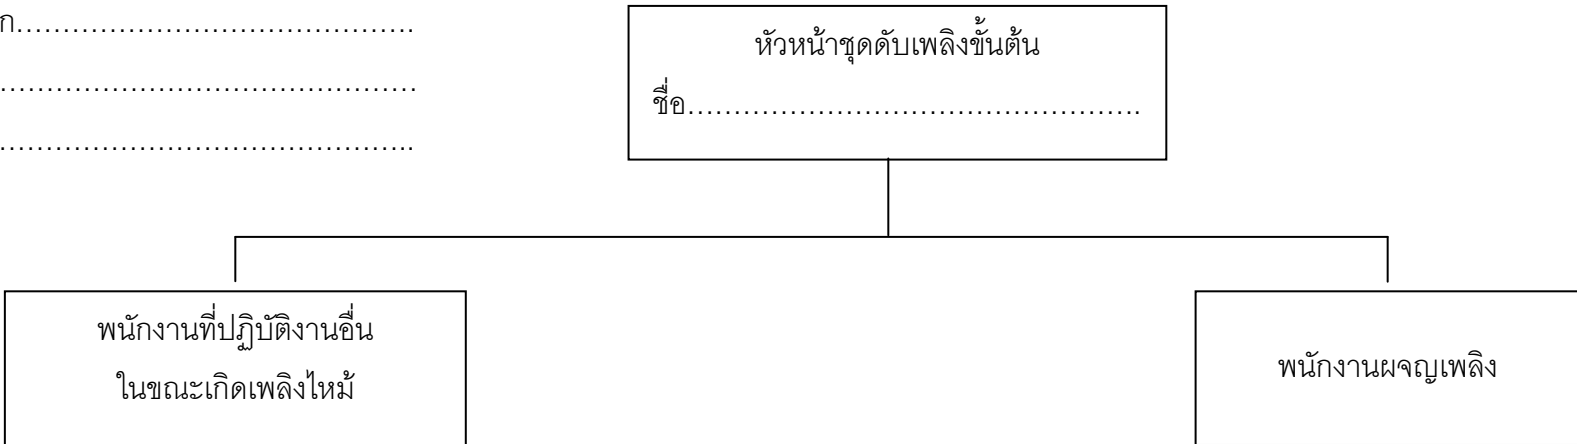 ก..............................................
..............................................
..............................................
หัวหน้าชุดดับเพลิงขั้นต้น
ชื่อ..............................................
พนักงานที่ปฏิบัติงานอื่น
ในขณะเกิดเพลิงไหม้
พนักงานผจญเพลิง